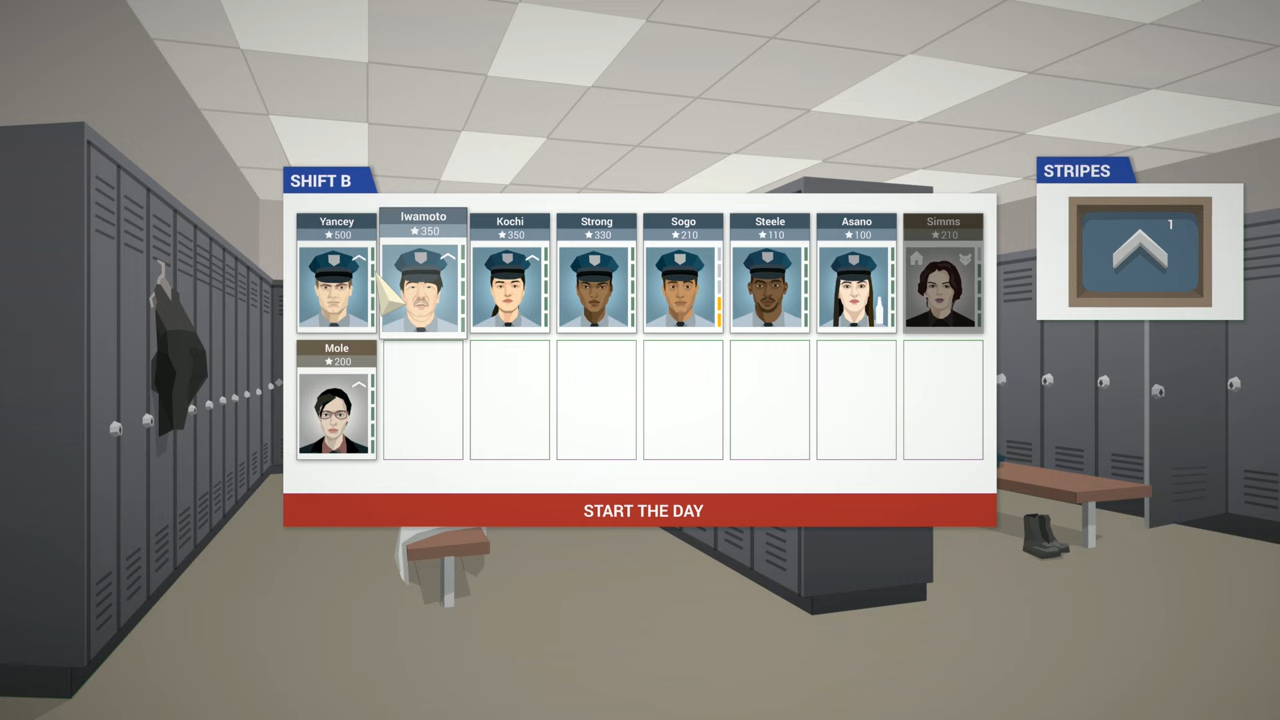 SHIFT B
STRIPES
1
Yancey
★500
Iwamoto
★350
Kochi
★350
Strong
★330
Sogo
★210
Steele
★110
Asano
★100
Simms
★210
Mole
★200
START THE DAY